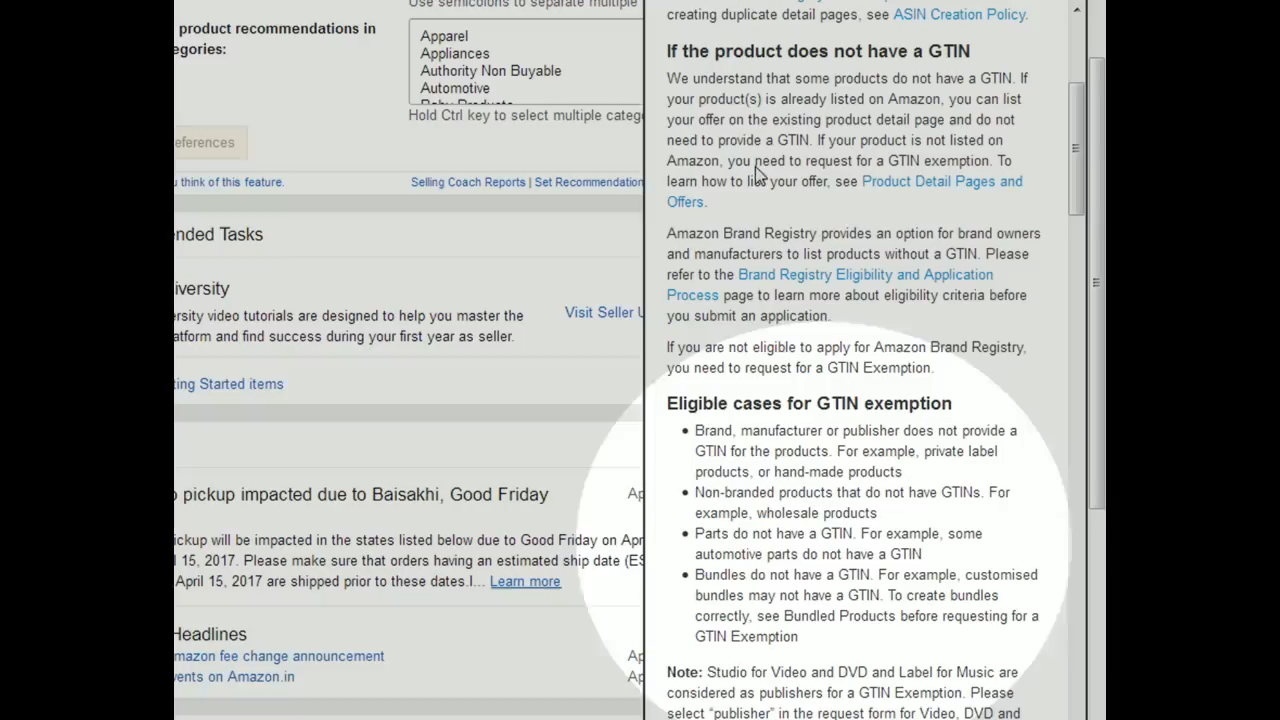 Use semicolons to separate multiple
product recommendations in
egories:
Apparel
Appliances
Authority Non Buyable
Automotive
Baby Products
Hold Ctrl key to select multiple categ
eferences
u think of this feature.
Selling Coach Reports | Set Recommendation
ended Tasks
iversity
ersity video tutorials are designed to help you master the
atform and find success during your first year as seller.
Visit Seller U
ting Started items
o pickup impacted due to Baisakhi, Good Friday
Ap
ickup will be impacted in the states listed below due to Good Friday on Apr
l 15, 2017. Please make sure that orders having an estimated ship date (ES
April 15, 2017 are shipped prior to these dates.I... Learn more
Headlines
mazon fee change announcement
Ap
vents on Amazon.in
Ap
creating duplicate detail pages, see ASIN Creation Policy.
If the product does not have a GTIN
We understand that some products do not have a GTIN. If
your product(s) is already listed on Amazon, you can list
your offer on the existing product detail page and do not
need to provide a GTIN. If your product is not listed on
Amazon, you need to request for a GTIN exemption. To
learn how to list your offer, see Product Detail Pages and
Offers.
Amazon Brand Registry provides an option for brand owners
and manufacturers to list products without a GTIN. Please
refer to the Brand Registry Eligibility and Application
Process page to learn more about eligibility criteria before
you submit an application.
If you are not eligible to apply for Amazon Brand Registry,
you need to request for a GTIN Exemption.
Eligible cases for GTIN exemption
• Brand, manufacturer or publisher does not provide a
GTIN for the products. For example, private label
products, or hand-made products
• Non-branded products that do not have GTINs. For
example, wholesale products
• Parts do not have a GTIN. For example, some
automotive parts do not have a GTIN
• Bundles do not have a GTIN. For example, customised
bundles may not have a GTIN. To create bundles
correctly, see Bundled Products before requesting for a
GTIN Exemption
Note: Studio for Video and DVD and Label for Music are
considered as publishers for a GTIN Exemption. Please
select “publisher” in the request form for Video, DVD and